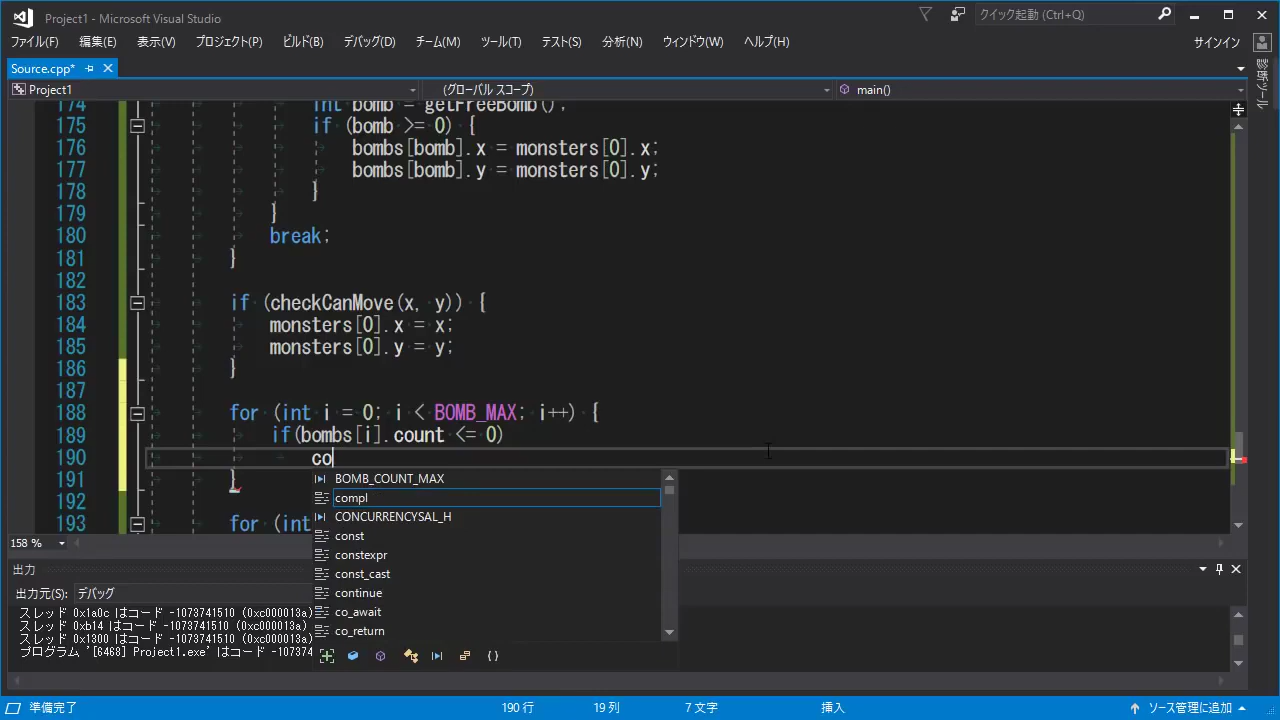 Project1 - Microsoft Visual Studio
クイック起動 (Ctrl+Q)
ファイル(F) 編集(E) 表示(V) プロジェクト(P) ビルド(B) デバッグ(D) チーム(M) ツール(T) テスト(S) 分析(N) ウィンドウ(W) ヘルプ(H) サインイン
Source.cpp*
診断ツール
Project1 (グローバル スコープ) main()
174 int bomb = getFreeBomb();
175 if (bomb >= 0) {
176 bombs[bomb].x = monsters[0].x;
177 bombs[bomb].y = monsters[0].y;
178 }
179 }
180 break;
181 }
182
183 if (checkCanMove(x, y)) {
184 monsters[0].x = x;
185 monsters[0].y = y;
186 }
187
188 for (int i = 0; i < BOMB_MAX; i++) {
189 if(bombs[i].count <= 0)
190 co
191 }
192
193 for (int
BOMB_COUNT_MAX
compl
CONCURRENCYSAL_H
const
constexpr
const_cast
continue
co_await
co_return
158 %
出力
出力元(S): デバッグ
スレッド 0x1a0c はコード -1073741510 (0xc000013a)
スレッド 0xb14 はコード -1073741510 (0xc000013a)
スレッド 0x1300 はコード -1073741510 (0xc000013a)
プログラム '[6468] Project1.exe' はコード -107374
準備完了 190 行 19 列 7 文字 挿入 ソース管理に追加